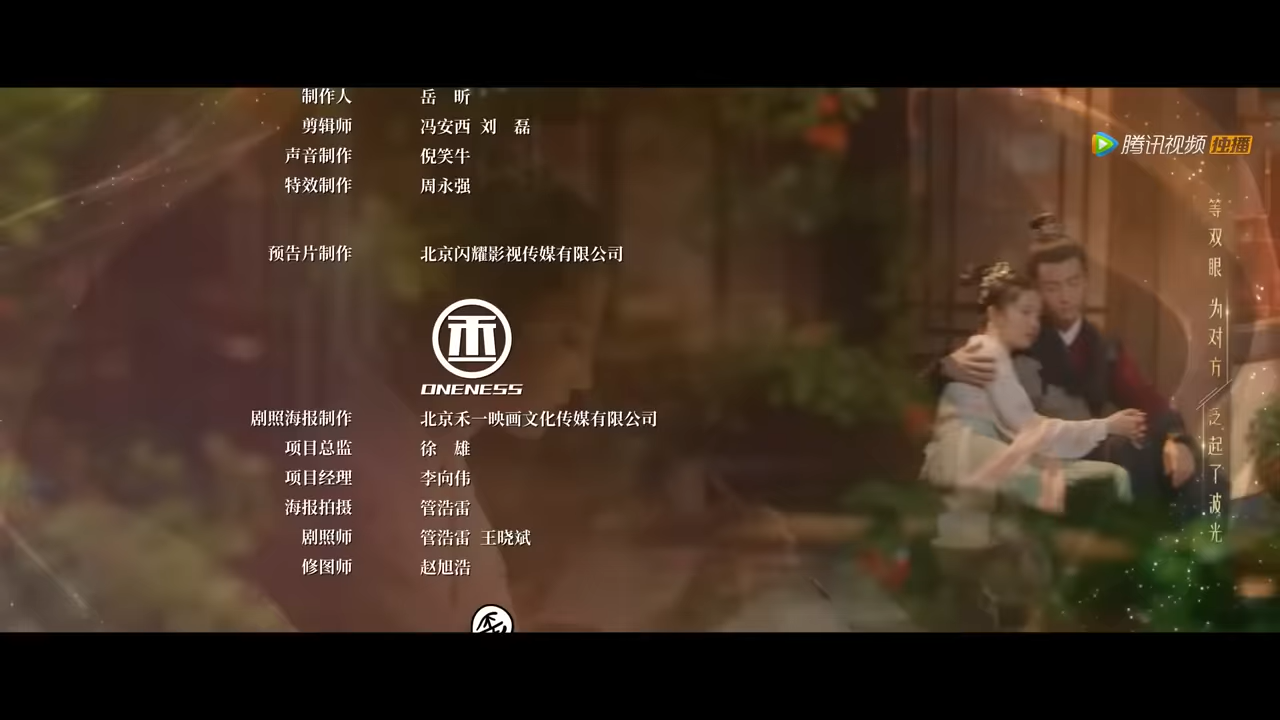 制作人 岳 昕
剪辑师 冯安西 刘 磊
声音制作 倪笑牛
特效制作 周永强
预告片制作 北京闪耀影视传媒有限公司
ONENESS
剧照海报制作 北京禾一映画文化传媒有限公司
项目总监 徐 雄
项目经理 李向伟
海报拍摄 管浩雷
剧照师 管浩雷 王晓斌
修图师 赵旭浩
腾讯视频 独播
等双眼 为对方 泛起了波光